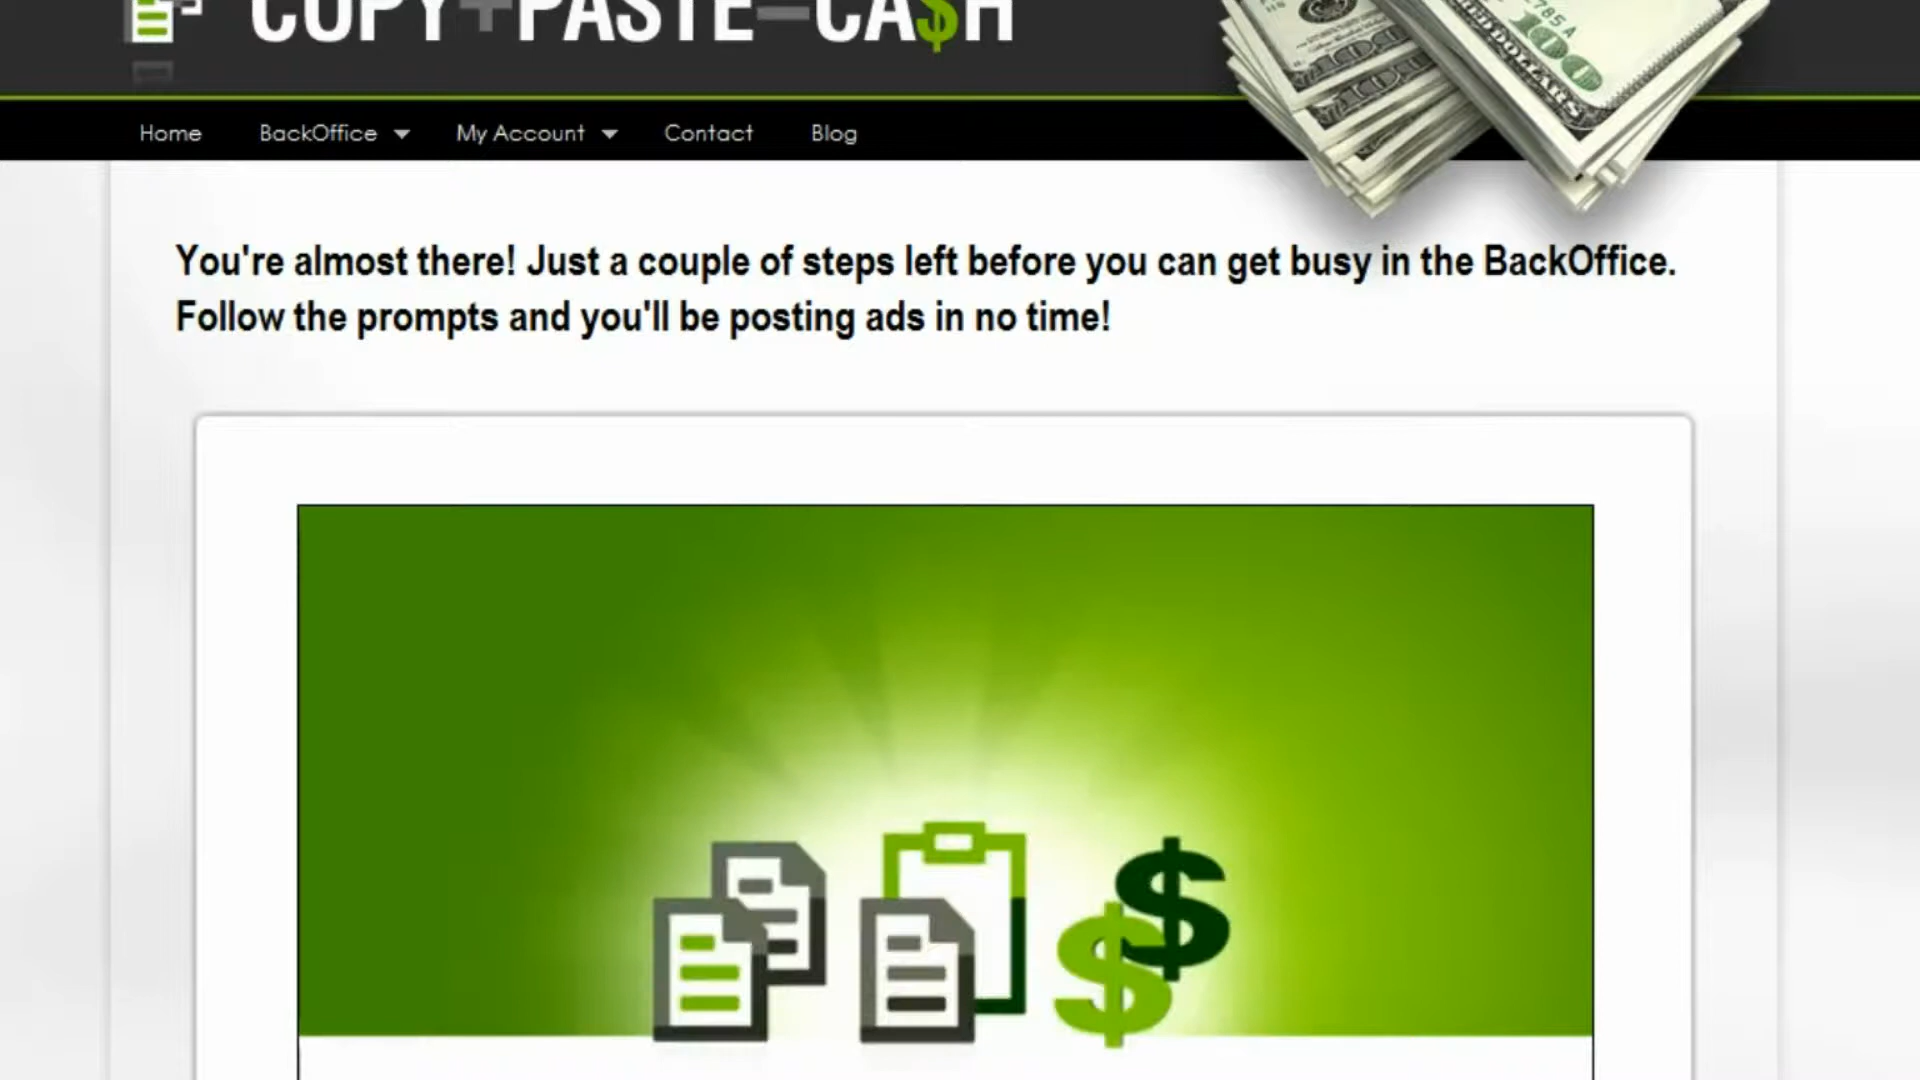 COPY+PASTE=CA$H
Home BackOffice My Account Contact Blog
You're almost there! Just a couple of steps left before you can get busy in the BackOffice.
Follow the prompts and you'll be posting ads in no time!
$
$